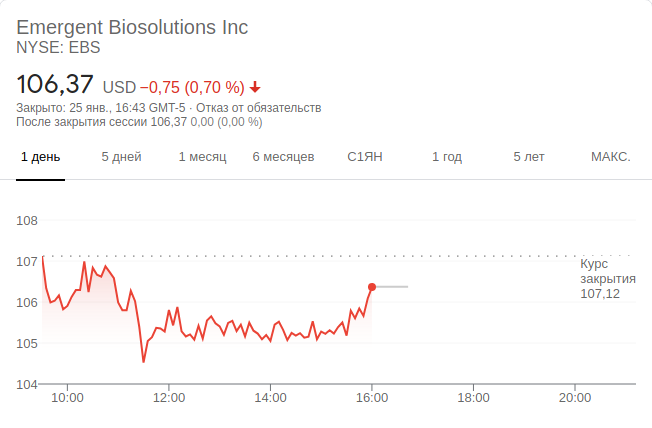 Emergent Biosolutions Inc
NYSE: EBS
106,37 USD −0,75 (0,70 %)
Закрыто: 25 янв., 16:43 GMT-5 · Отказ от обязательств
После закрытия сессии 106,37 0,00 (0,00 %)
1 день 5 дней 1 месяц 6 месяцев С1ЯН 1 год 5 лет МАКС.
108
107
Курс
закрытия
107,12
106
105
104
10:00 12:00 14:00 16:00 18:00 20:00